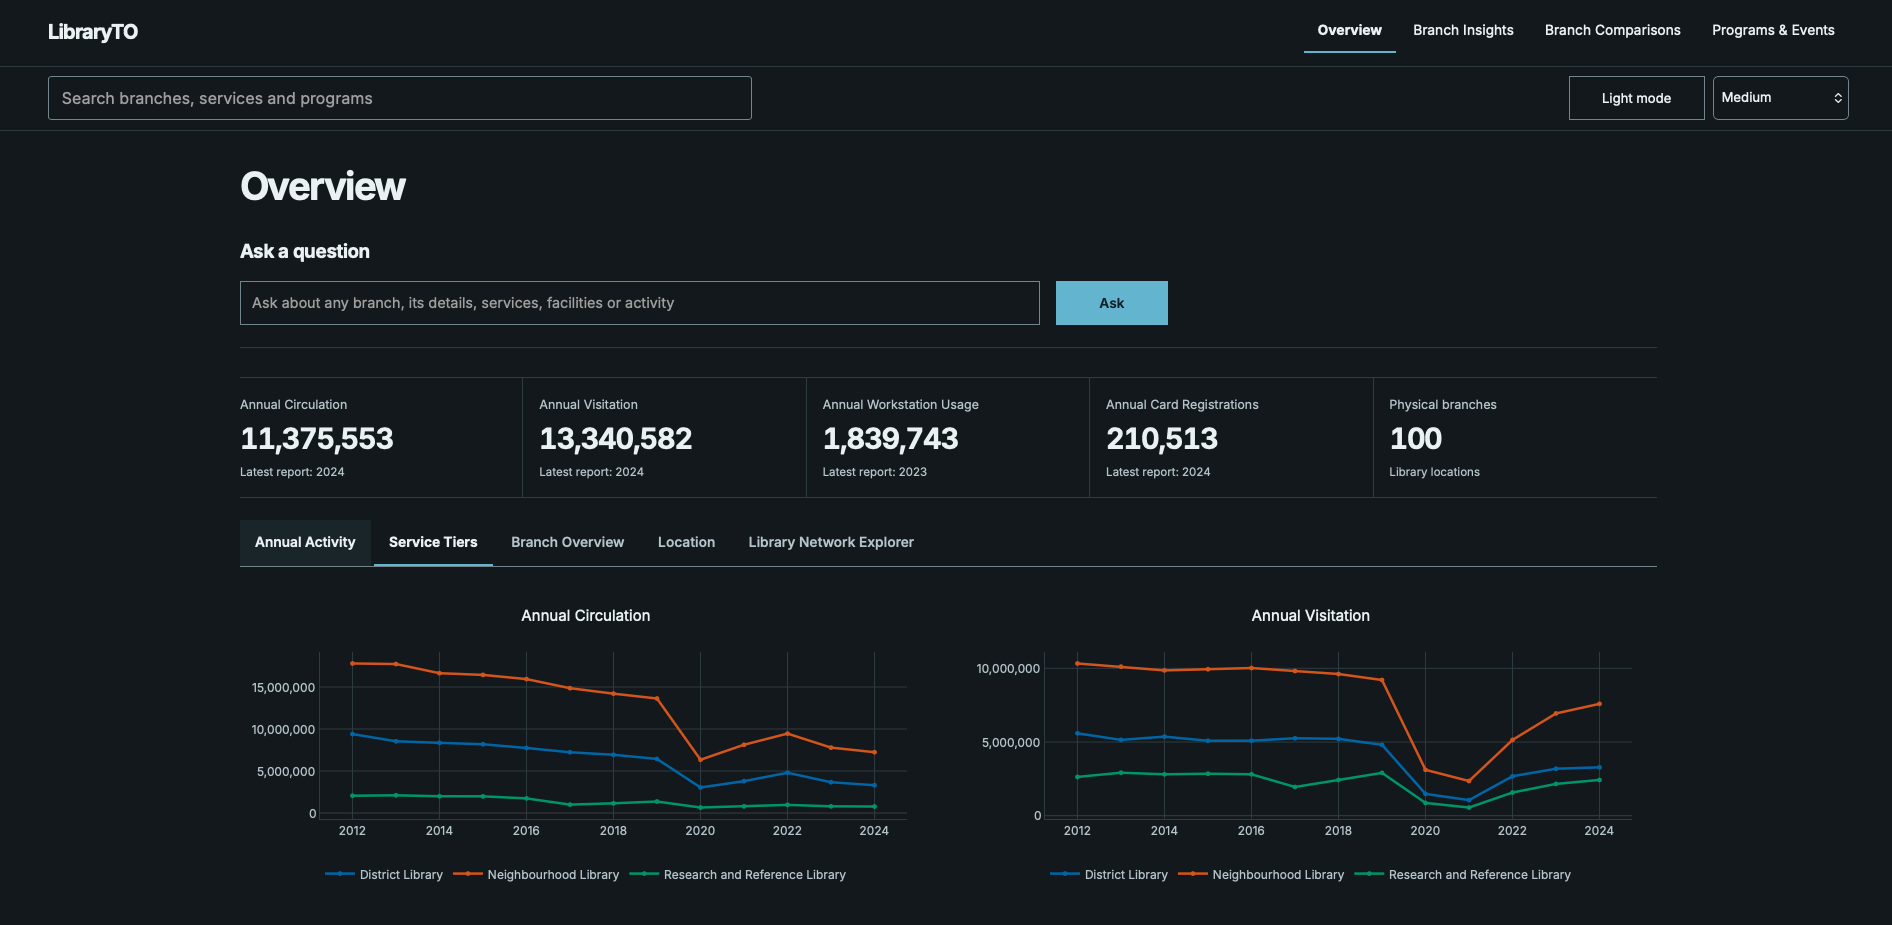 LibraryTO
Overview Branch Insights Branch Comparisons Programs & Events
Search branches, services and programs
Light mode
Medium
Overview
Ask a question
Ask about any branch, its details, services, facilities or activity
Ask
Annual Circulation
11,375,553
Latest report: 2024
Annual Visitation
13,340,582
Latest report: 2024
Annual Workstation Usage
1,839,743
Latest report: 2023
Annual Card Registrations
210,513
Latest report: 2024
Physical branches
100
Library locations
Annual Activity Service Tiers Branch Overview Location Library Network Explorer
Annual Circulation
15,000,000
10,000,000
5,000,000
0
2012 2014 2016 2018 2020 2022 2024
District Library Neighbourhood Library Research and Reference Library
Annual Visitation
10,000,000
5,000,000
0
2012 2014 2016 2018 2020 2022 2024
District Library Neighbourhood Library Research and Reference Library